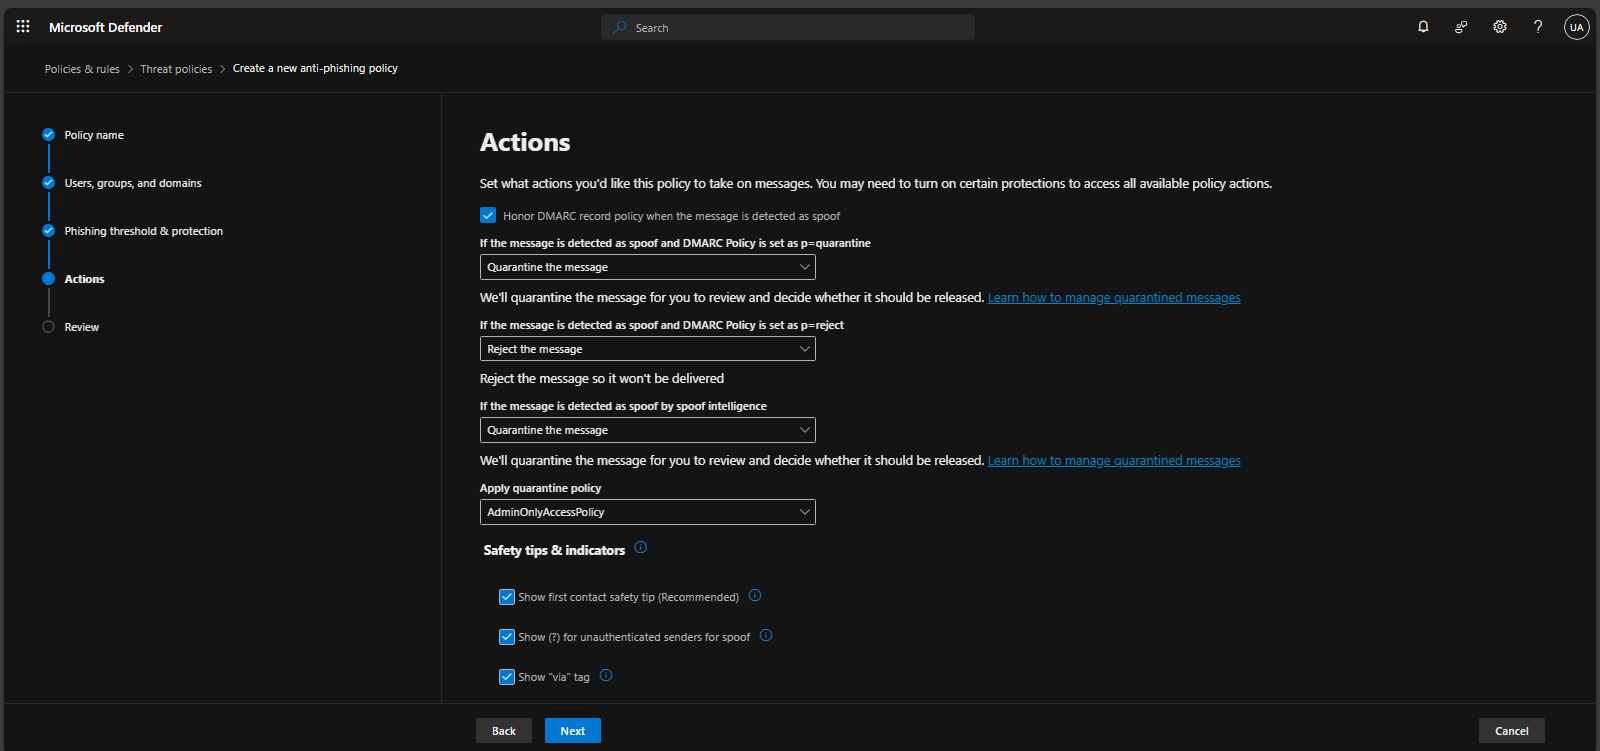 Microsoft Defender
Search
UA
Policies & rules > Threat policies > Create a new anti-phishing policy
Policy name
Users, groups, and domains
Phishing threshold & protection
Actions
Review
Actions
Set what actions you'd like this policy to take on messages. You may need to turn on certain protections to access all available policy actions.
Honor DMARC record policy when the message is detected as spoof
If the message is detected as spoof and DMARC Policy is set as p=quarantine
Quarantine the message
We'll quarantine the message for you to review and decide whether it should be released. Learn how to manage quarantined messages
If the message is detected as spoof and DMARC Policy is set as p=reject
Reject the message
Reject the message so it won't be delivered
If the message is detected as spoof by spoof intelligence
Quarantine the message
We'll quarantine the message for you to review and decide whether it should be released. Learn how to manage quarantined messages
Apply quarantine policy
AdminOnlyAccessPolicy
Safety tips & indicators
Show first contact safety tip (Recommended)
Show (?) for unauthenticated senders for spoof
Show "via" tag
Back
Next
Cancel